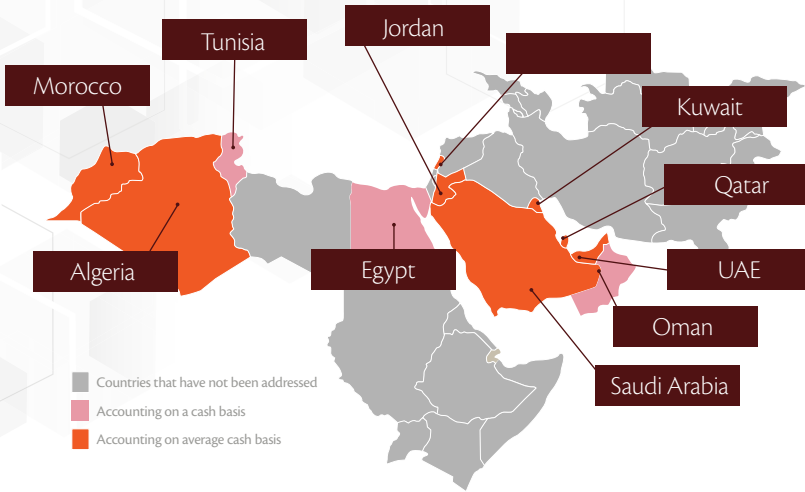 Jordan
Tunisia
Morocco
Kuwait
Qatar
Algeria
Egypt
UAE
Oman
Saudi Arabia
Countries that have not been addressed
Accounting on a cash basis
Accounting on average cash basis